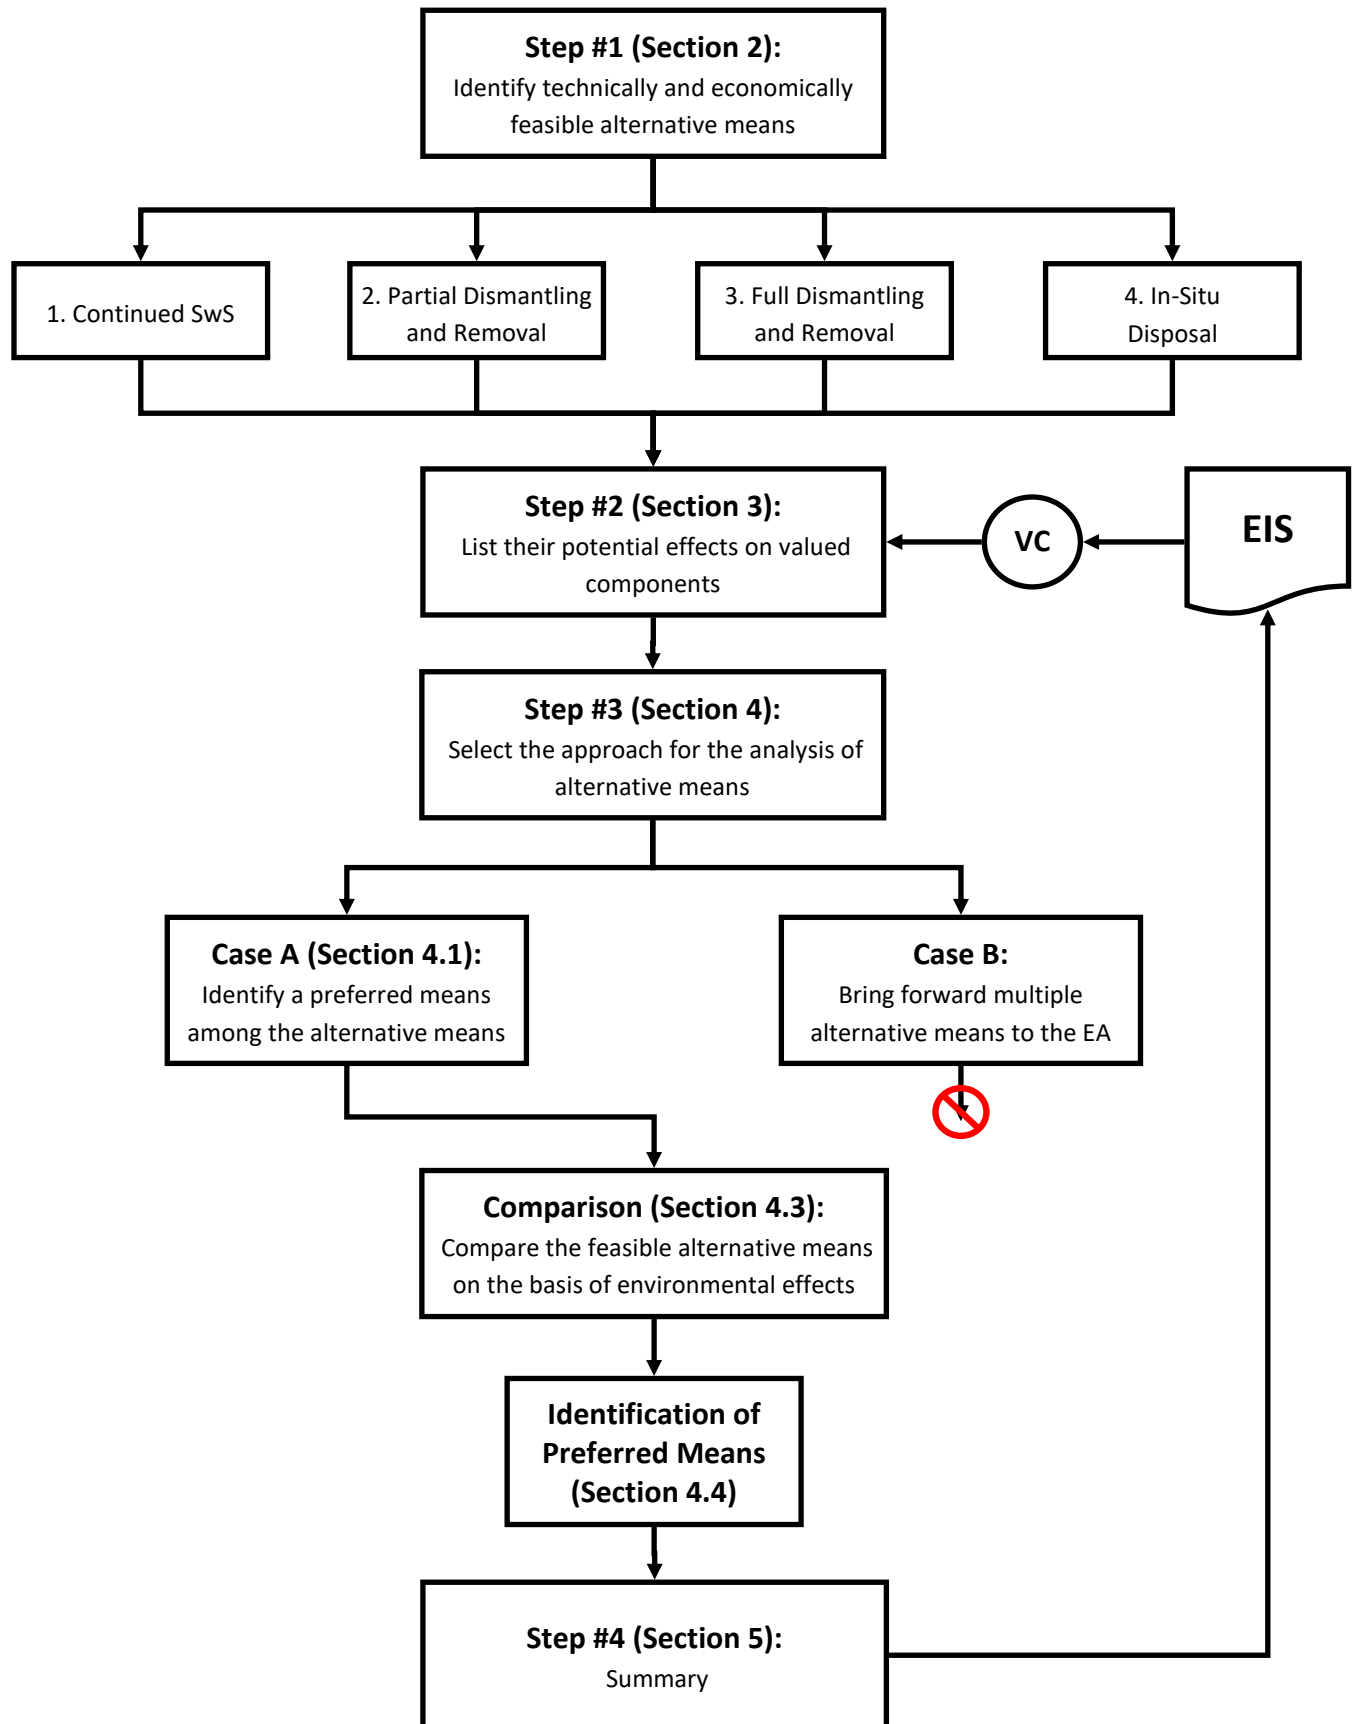 Step #1 (Section 2):
Identify technically and economically
feasible alternative means
1. Continued SwS
2. Partial Dismantling
and Removal
3. Full Dismantling
and Removal
4. In-Situ
Disposal
Step #2 (Section 3):
List their potential effects on valued
components
VC
EIS
Step #3 (Section 4):
Select the approach for the analysis of
alternative means
Case A (Section 4.1):
Identify a preferred means
among the alternative means
Case B:
Bring forward multiple
alternative means to the EA
Comparison (Section 4.3):
Compare the feasible alternative means
on the basis of environmental effects
Identification of
Preferred Means
(Section 4.4)
Step #4 (Section 5):
Summary